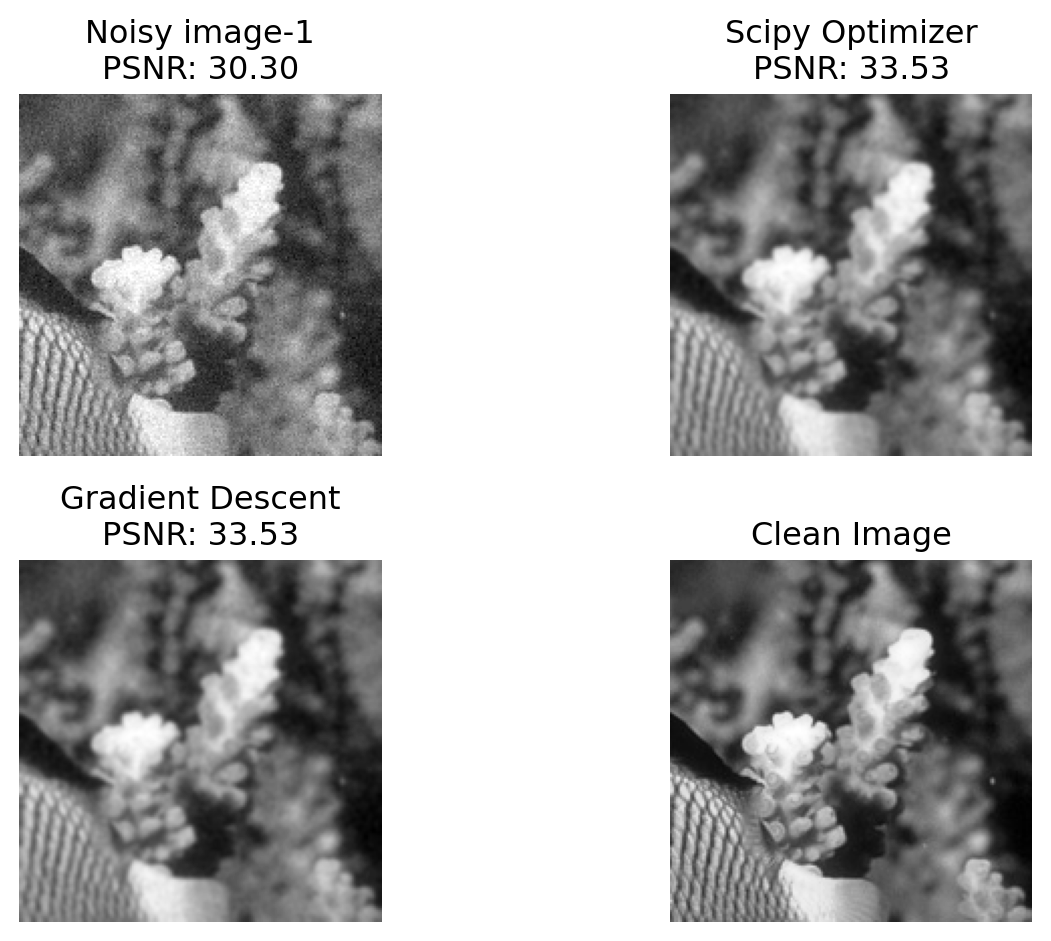 Noisy image-1
PSNR: 30.30
Scipy Optimizer
PSNR: 33.53
Gradient Descent
PSNR: 33.53
Clean Image